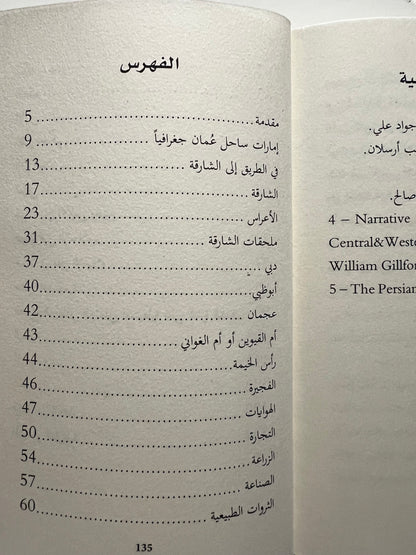 ـية
جواد علي.
ب أرسلان.
صالح.
4 – Narrative
Central&Weste
William Gillfor
5 – The Persian
الفهرس
مقدمة ........ 5
إمارات ساحل عُمان جغرافياً ........ 9
في الطريق إلى الشارقة ........ 13
الشارقة ........ 17
الأعراس ........ 23
ملحقات الشارقة ........ 31
دبي ........ 37
أبوظبي ........ 40
عجمان ........ 42
أم القيوين أو أم الغواني ........ 43
رأس الخيمة ........ 44
الفجيرة ........ 46
الهوايات ........ 47
التجارة ........ 50
الزراعة ........ 54
الصناعة ........ 57
الثروات الطبيعية ........ 60
135